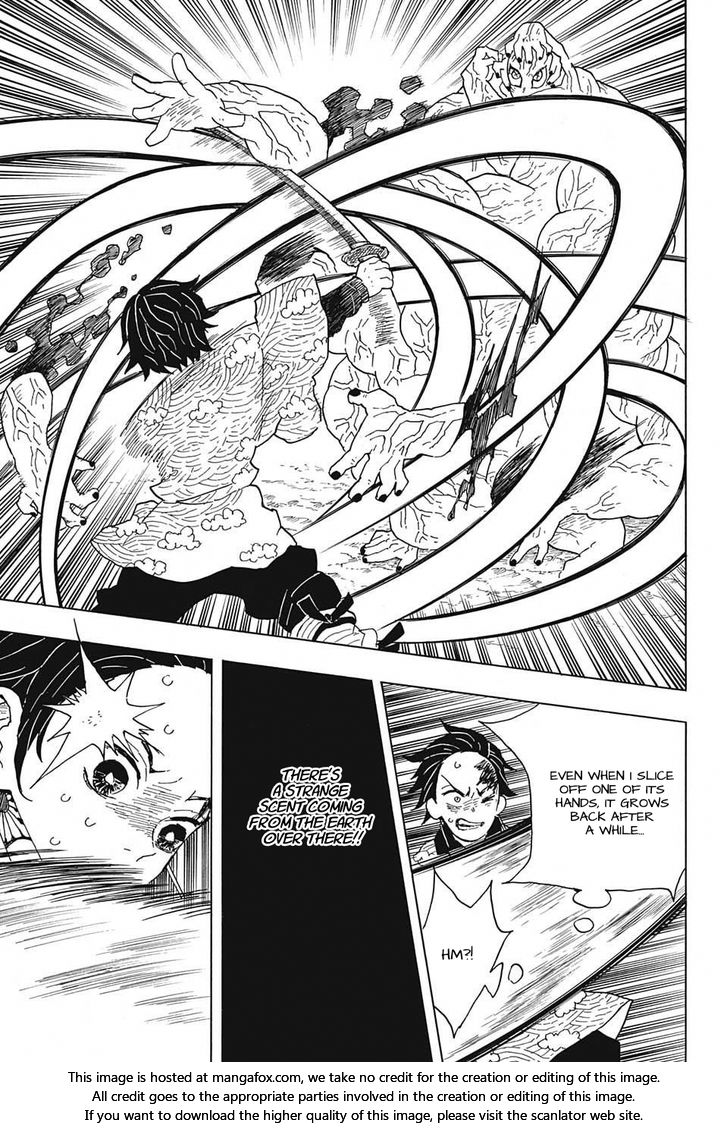 EVEN WHEN I SLICE
OFF ONE OF ITS
HANDS, IT GROWS
BACK AFTER
A WHILE...
HM?!
THERE'S
A STRANGE
SCENT COMING
FROM THE EARTH
OVER THERE!!
This image is hosted at mangafox.com, we take no credit for the creation or editing of this image.
All credit goes to the appropriate parties involved in the creation or editing of this image.
If you want to download the higher quality of this image, please visit the scanlator web site.